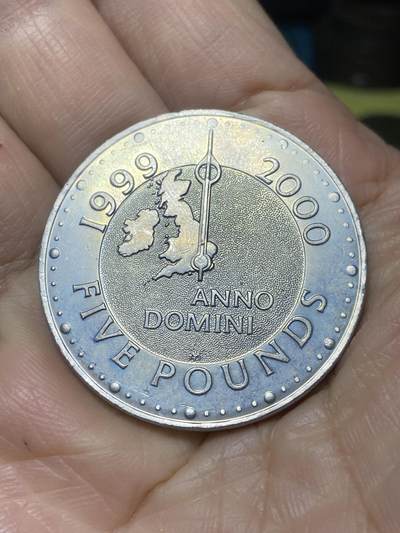 1999 2000
ANNO
DOMINI
FIVE POUNDS